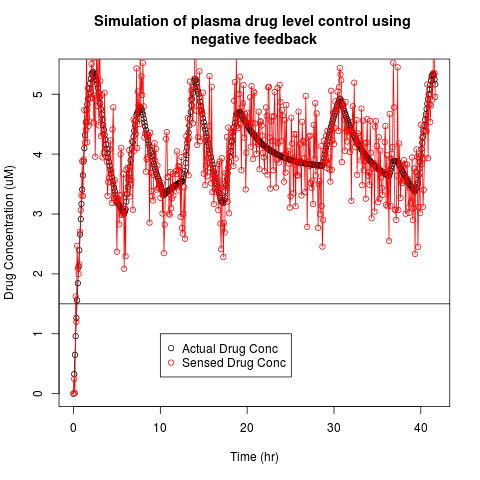 Simulation of plasma drug level control using
negative feedback
Drug Concentration (uM)
5
4
3
2
1
0
Actual Drug Conc
Sensed Drug Conc
0 10 20 30 40
Time (hr)